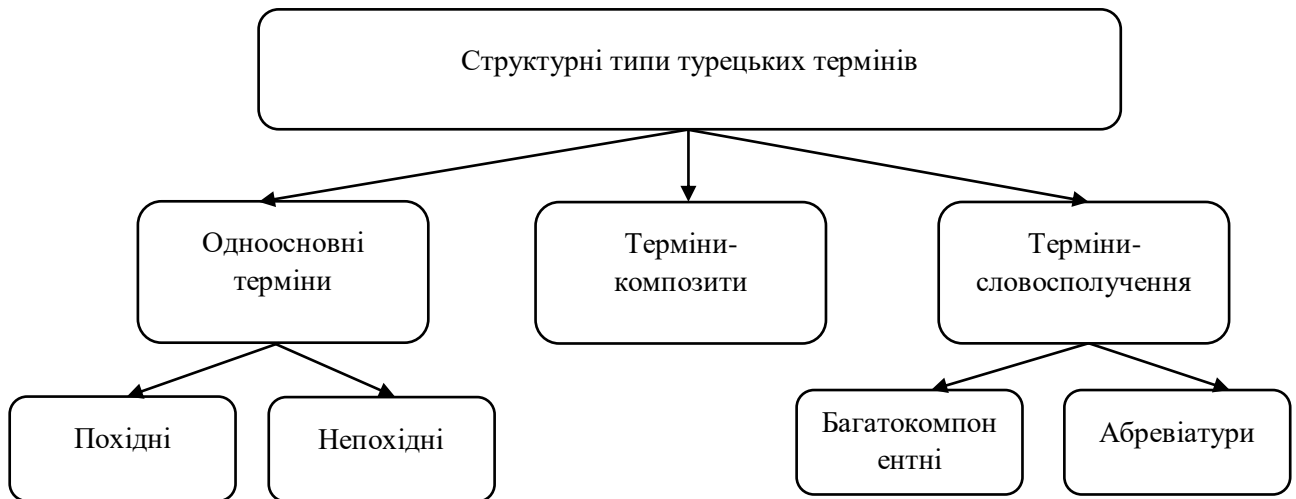 Структурні типи турецьких термінів
Одноосновні
терміни
Терміни-
композити
Терміни-
словосполучення
Похідні
Непохідні
Багатокомпон
ентні
Абревіатури